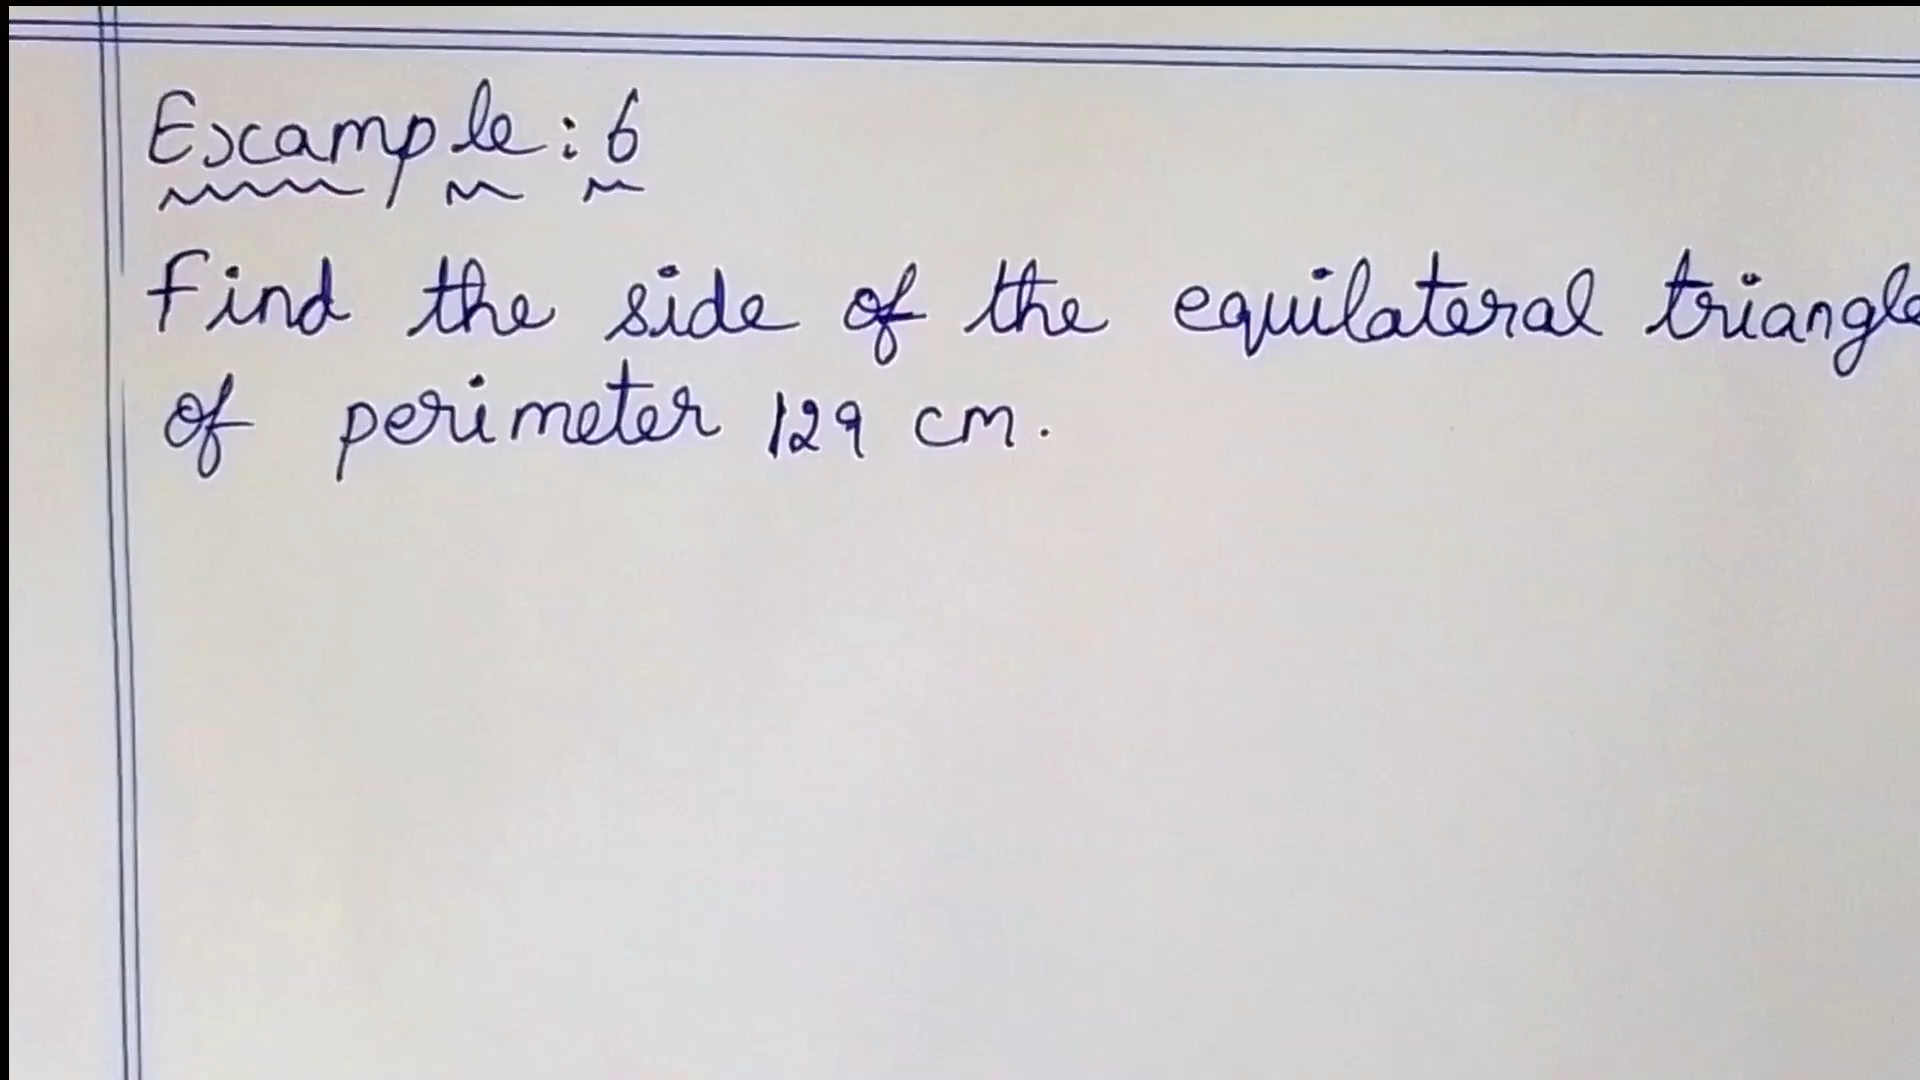 Example: 6
Find the side of the equilateral triangle
of perimeter 129 cm.